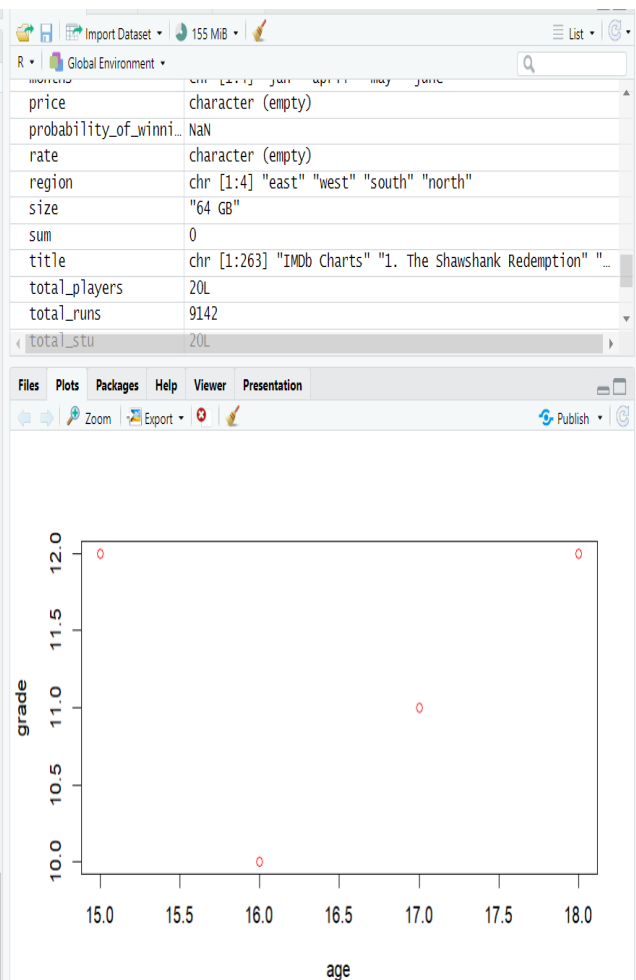 Import Dataset 155 MiB List
R Global Environment
price character (empty)
probability_of_winni… NaN
rate character (empty)
region chr [1:4] "east" "west" "south" "north"
size "64 GB"
sum 0
title chr [1:263] "IMDb Charts" "1. The Shawshank Redemption" "…
total_players 20L
total_runs 9142
total_stu 20L
Files Plots Packages Help Viewer Presentation
Zoom Export Publish
12.0
11.5
11.0
10.5
10.0
grade
15.0 15.5 16.0 16.5 17.0 17.5 18.0
age